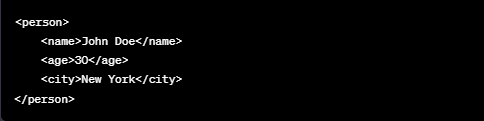 <person>
    <name>John Doe</name>
    <age>30</age>
    <city>New York</city>
</person>